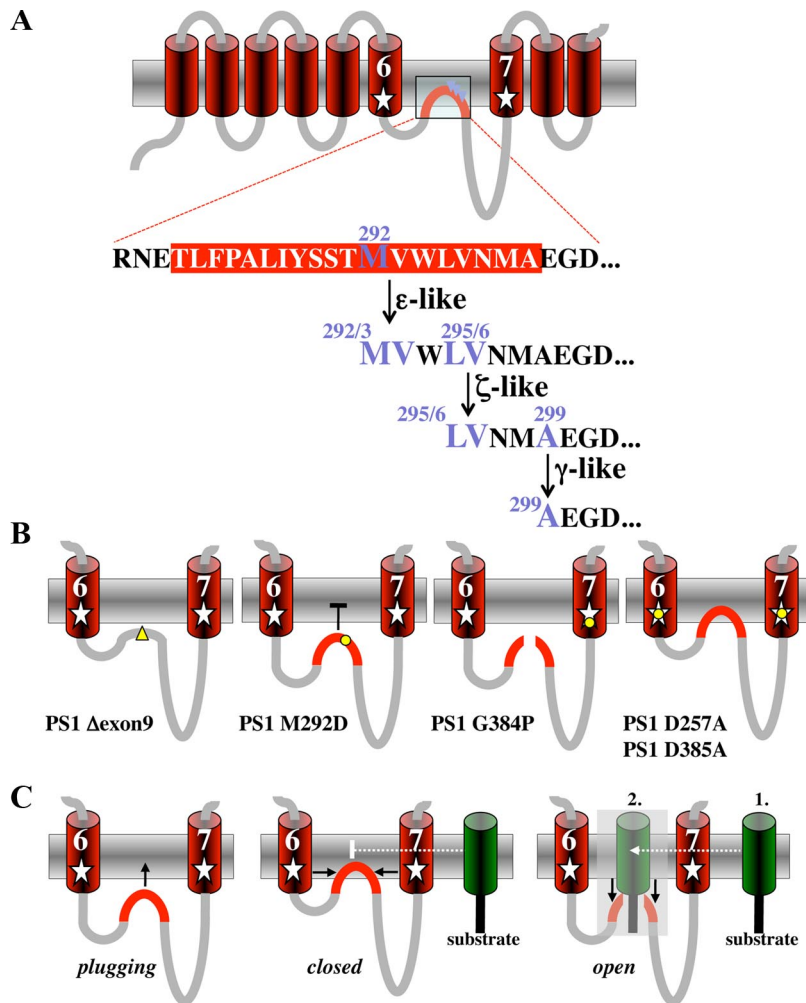 A
6 7
292
RNETLFPALIYSSTMVWLVNMAEGD...
ε-like
292/3 295/6
MVWLVNMAEGD...
ζ-like
295/6 299
LVNMAEGD...
γ-like
299
AEGD...
B
6 7 6 7 6 7 6 7
PS1 Δexon9 PS1 M292D PS1 G384P PS1 D257A
PS1 D385A
C
2. 1.
6 7 6 7 6 7
substrate substrate
plugging closed open